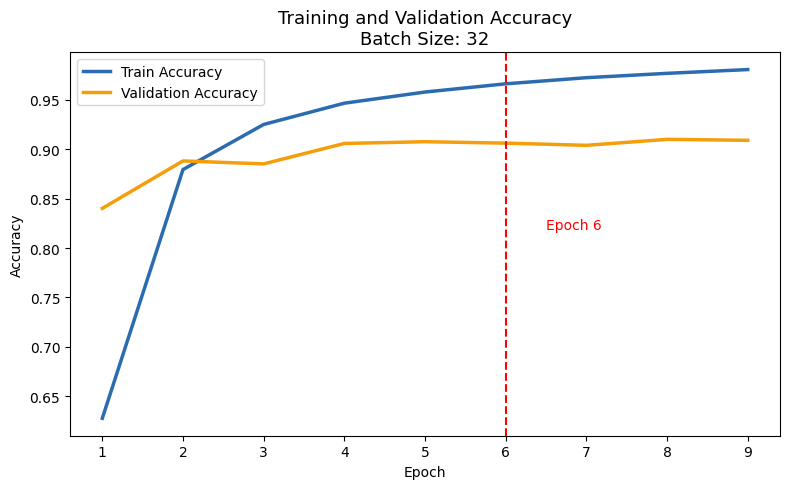 Training and Validation Accuracy
Batch Size: 32
Train Accuracy
Validation Accuracy
0.95
0.90
0.85
0.80
0.75
0.70
0.65
Accuracy
Epoch 6
1 2 3 4 5 6 7 8 9
Epoch